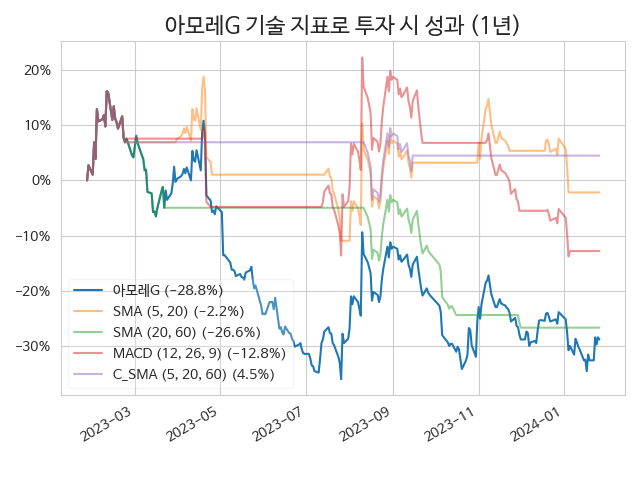 아모레G 기술 지표로 투자 시 성과 (1년)
20%
10%
0%
−10%
−20%
−30%
아모레G (−28.8%)
SMA (5, 20) (−2.2%)
SMA (20, 60) (−26.6%)
MACD (12, 26, 9) (−12.8%)
C_SMA (5, 20, 60) (4.5%)
2023−03
2023−05
2023−07
2023−09
2023−11
2024−01